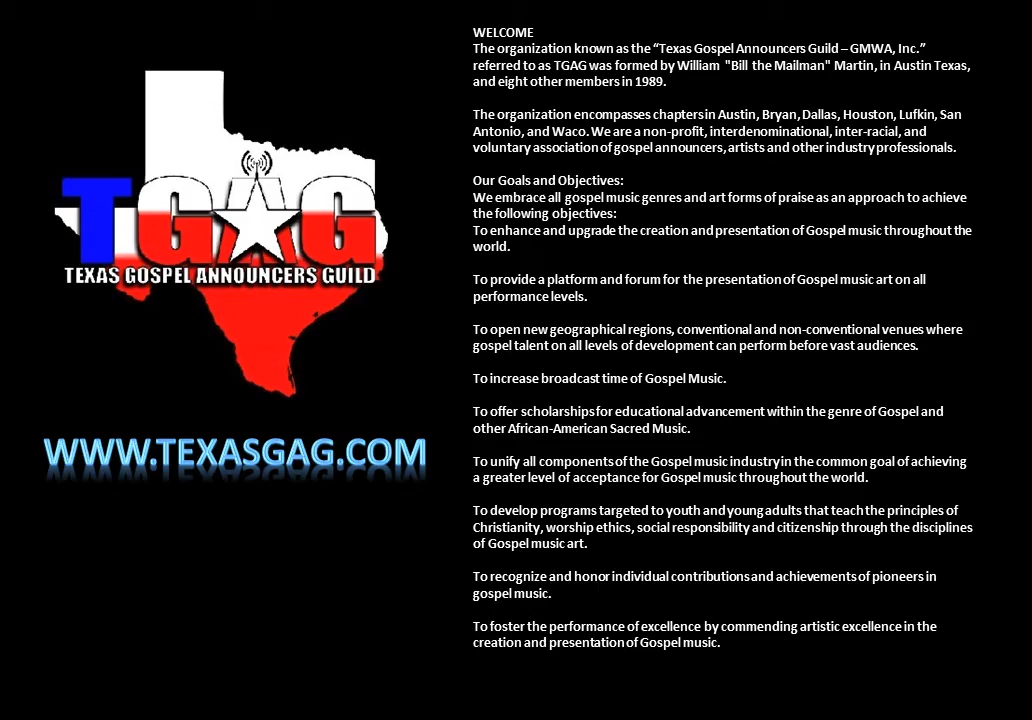 TGAG
TEXAS GOSPEL ANNOUNCERS GUILD
WWW.TEXASGAG.COM
WELCOME
The organization known as the “Texas Gospel Announcers Guild – GMWA, Inc.”
referred to as TGAG was formed by William "Bill the Mailman" Martin, in Austin Texas,
and eight other members in 1989.
The organization encompasses chapters in Austin, Bryan, Dallas, Houston, Lufkin, San
Antonio, and Waco. We are a non-profit, interdenominational, inter-racial, and
voluntary association of gospel announcers, artists and other industry professionals.
Our Goals and Objectives:
We embrace all gospel music genres and art forms of praise as an approach to achieve
the following objectives:
To enhance and upgrade the creation and presentation of Gospel music throughout the
world.
To provide a platform and forum for the presentation of Gospel music art on all
performance levels.
To open new geographical regions, conventional and non-conventional venues where
gospel talent on all levels of development can perform before vast audiences.
To increase broadcast time of Gospel Music.
To offer scholarships for educational advancement within the genre of Gospel and
other African-American Sacred Music.
To unify all components of the Gospel music industry in the common goal of achieving
a greater level of acceptance for Gospel music throughout the world.
To develop programs targeted to youth and young adults that teach the principles of
Christianity, worship ethics, social responsibility and citizenship through the disciplines
of Gospel music art.
To recognize and honor individual contributions and achievements of pioneers in
gospel music.
To foster the performance of excellence by commending artistic excellence in the
creation and presentation of Gospel music.